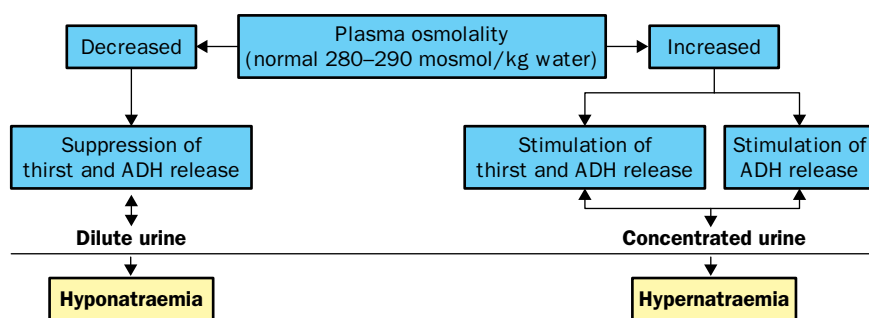 Decreased
Plasma osmolality
(normal 280–290 mosmol/kg water)
Increased
Suppression of
thirst and ADH release
Stimulation of
thirst and ADH release
Stimulation of
ADH release
Dilute urine
Concentrated urine
Hyponatraemia
Hypernatraemia